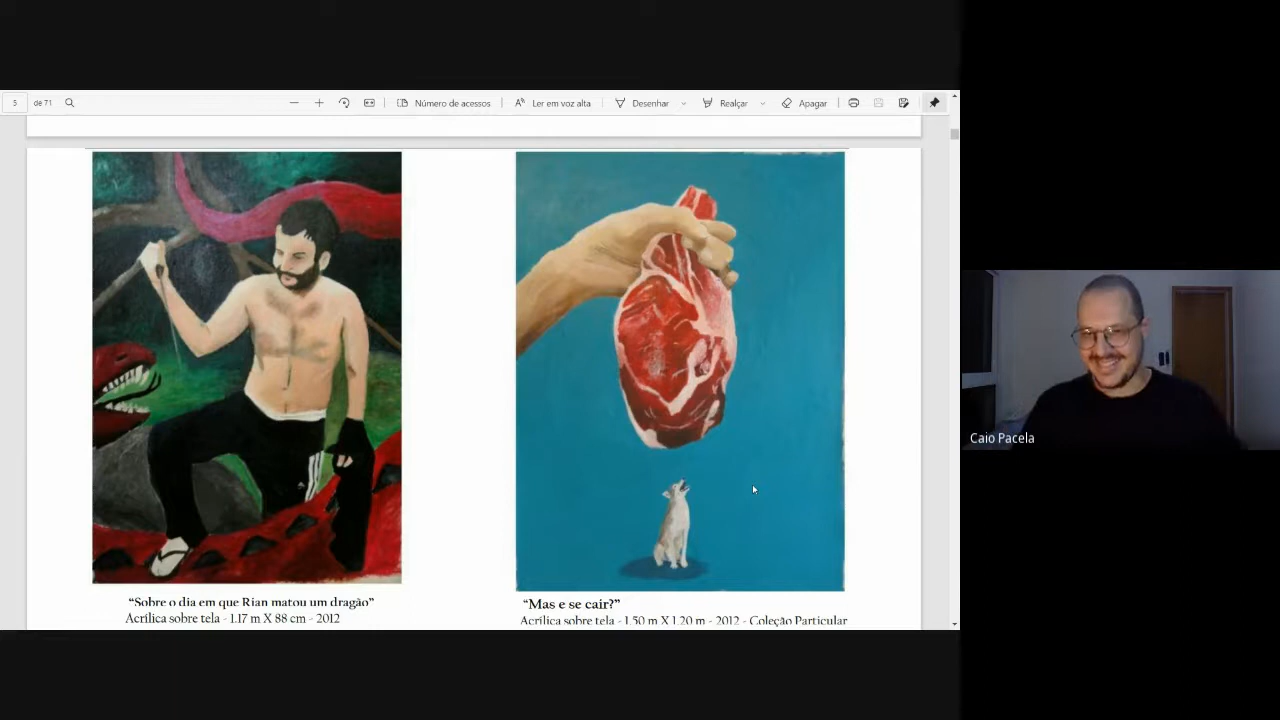 5 de 71 Número de acessos Ler em voz alta Desenhar Realçar Apagar
“Sobre o dia em que Rian matou um dragão”
Acrílica sobre tela - 1.17 m X 88 cm - 2012
“Mas e se cair?”
Acrílica sobre tela - 1.50 m X 1.20 m - 2012 - Coleção Particular
Caio Pacela